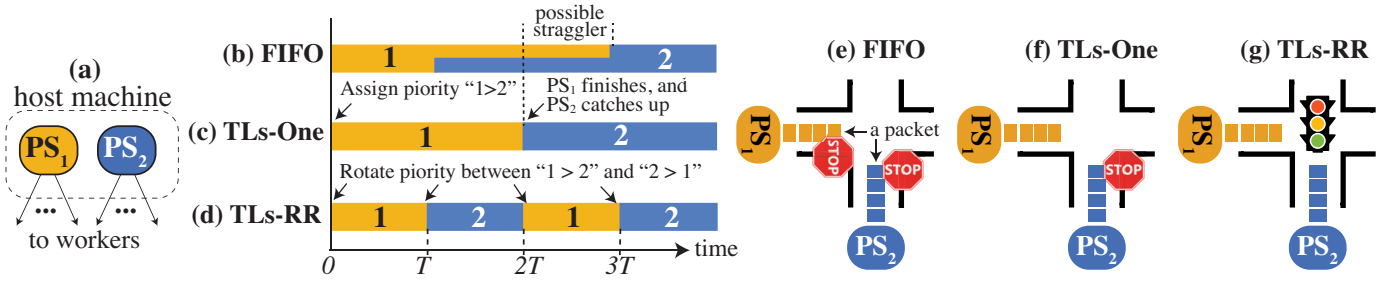 (a)
host machine
PS1
PS2
...
...
to workers
possible
straggler
(b) FIFO
1
2
Assign piority “1>2”
PS1 finishes, and
PS2 catches up
(c) TLs-One
1
2
Rotate piority between “1 > 2” and “2 > 1”
(d) TLs-RR
1
2
1
2
time
0
T
2T
3T
(e) FIFO
PS1
a packet
STOP
STOP
PS2
(f) TLs-One
PS1
STOP
PS2
(g) TLs-RR
PS1
PS2